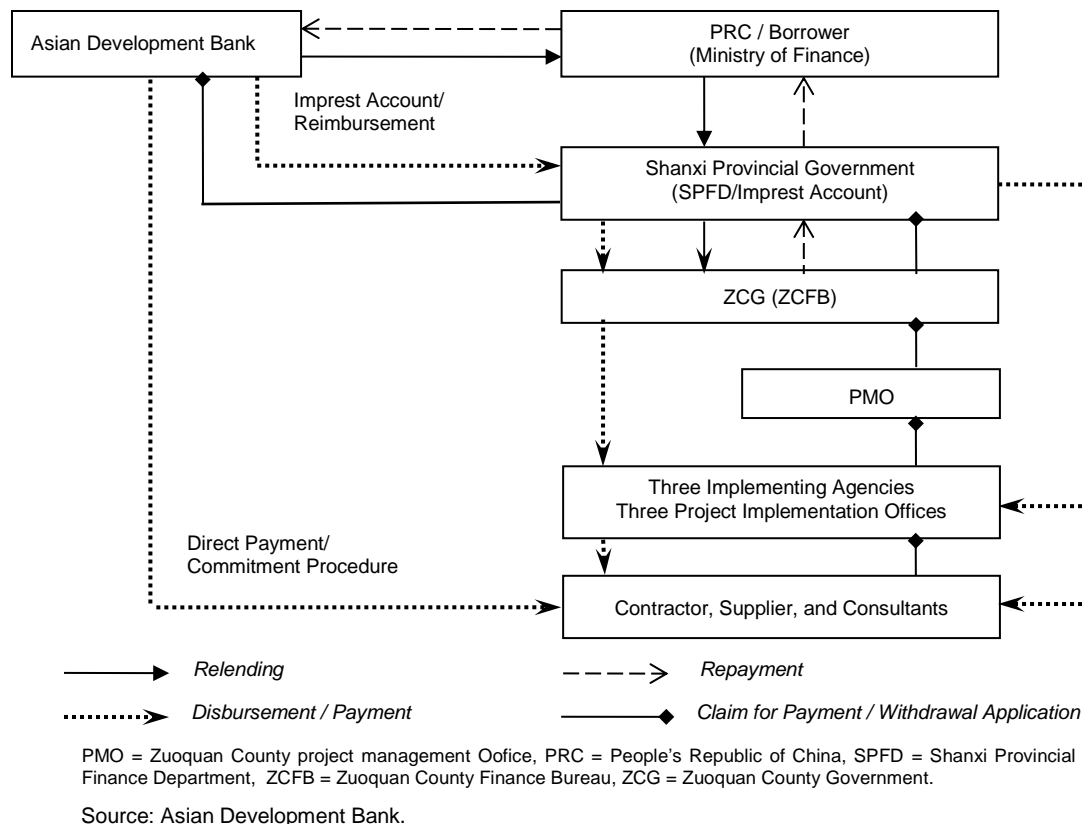 Asian Development Bank
PRC / Borrower
(Ministry of Finance)
Imprest Account/
Reimbursement
Shanxi Provincial Government
(SPFD/Imprest Account)
ZCG (ZCFB)
PMO
Three Implementing Agencies
Three Project Implementation Offices
Direct Payment/
Commitment Procedure
Contractor, Supplier, and Consultants
Relending
Repayment
Disbursement / Payment
Claim for Payment / Withdrawal Application
PMO = Zuoquan County project management Oofice, PRC = People's Republic of China, SPFD = Shanxi Provincial
Finance Department, ZCFB = Zuoquan County Finance Bureau, ZCG = Zuoquan County Government.
Source: Asian Development Bank.